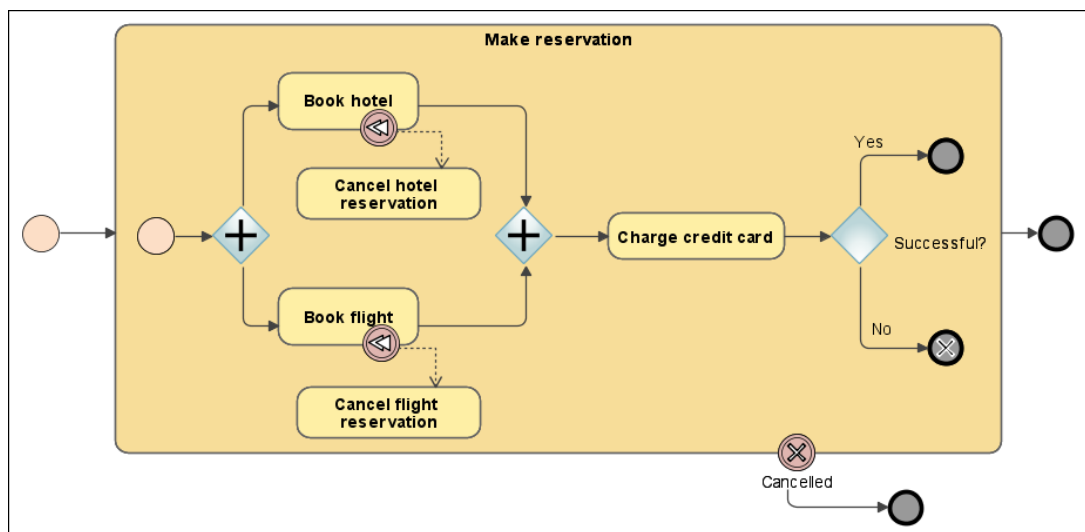 Make reservation
Book hotel
Cancel hotel
reservation
Yes
Charge credit card
Successful?
Book flight
No
Cancel flight
reservation
Cancelled